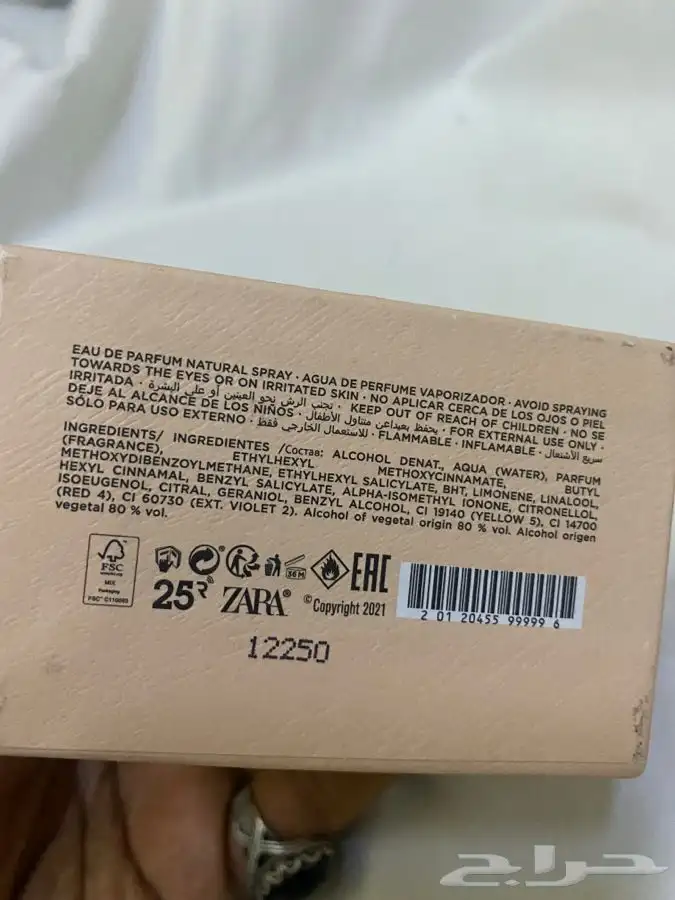 EAU DE PARFUM NATURAL SPRAY · AGUA DE PERFUME VAPORIZADOR · AVOID SPRAYING
TOWARDS THE EYES OR ON IRRITATED SKIN · NO APLICAR CERCA DE LOS OJOS O PIEL
IRRITADA · تجنب الرش نحو العينين أو على البشرة · KEEP OUT OF REACH OF CHILDREN · NO SE
DEJE AL ALCANCE DE LOS NIÑOS · يحفظ بعيدا عن متناول الأطفال · FOR EXTERNAL USE ONLY ·
SÓLO PARA USO EXTERNO · للاستعمال الخارجي فقط · FLAMMABLE · INFLAMABLE · سريع الأشتعال
INGREDIENTS/ INGREDIENTES /Состав: ALCOHOL DENAT., AQUA (WATER), PARFUM
(FRAGRANCE), ETHYLHEXYL METHOXYCINNAMATE, BUTYL
METHOXYDIBENZOYLMETHANE, ETHYLHEXYL SALICYLATE, BHT, LIMONENE, LINALOOL,
HEXYL CINNAMAL, BENZYL SALICYLATE, ALPHA-ISOMETHYL IONONE, CITRONELLOL,
ISOEUGENOL, CITRAL, GERANIOL, BENZYL ALCOHOL, CI 19140 (YELLOW 5), CI 14700
(RED 4), CI 60730 (EXT. VIOLET 2). Alcohol of vegetal origin 80 % vol. Alcohol origen
vegetal 80 % vol.
FSC
MIX
Packaging
36 M
EAC
25
ZARA®
© Copyright 2021
2 01 20455 99999 6
12250
حراج